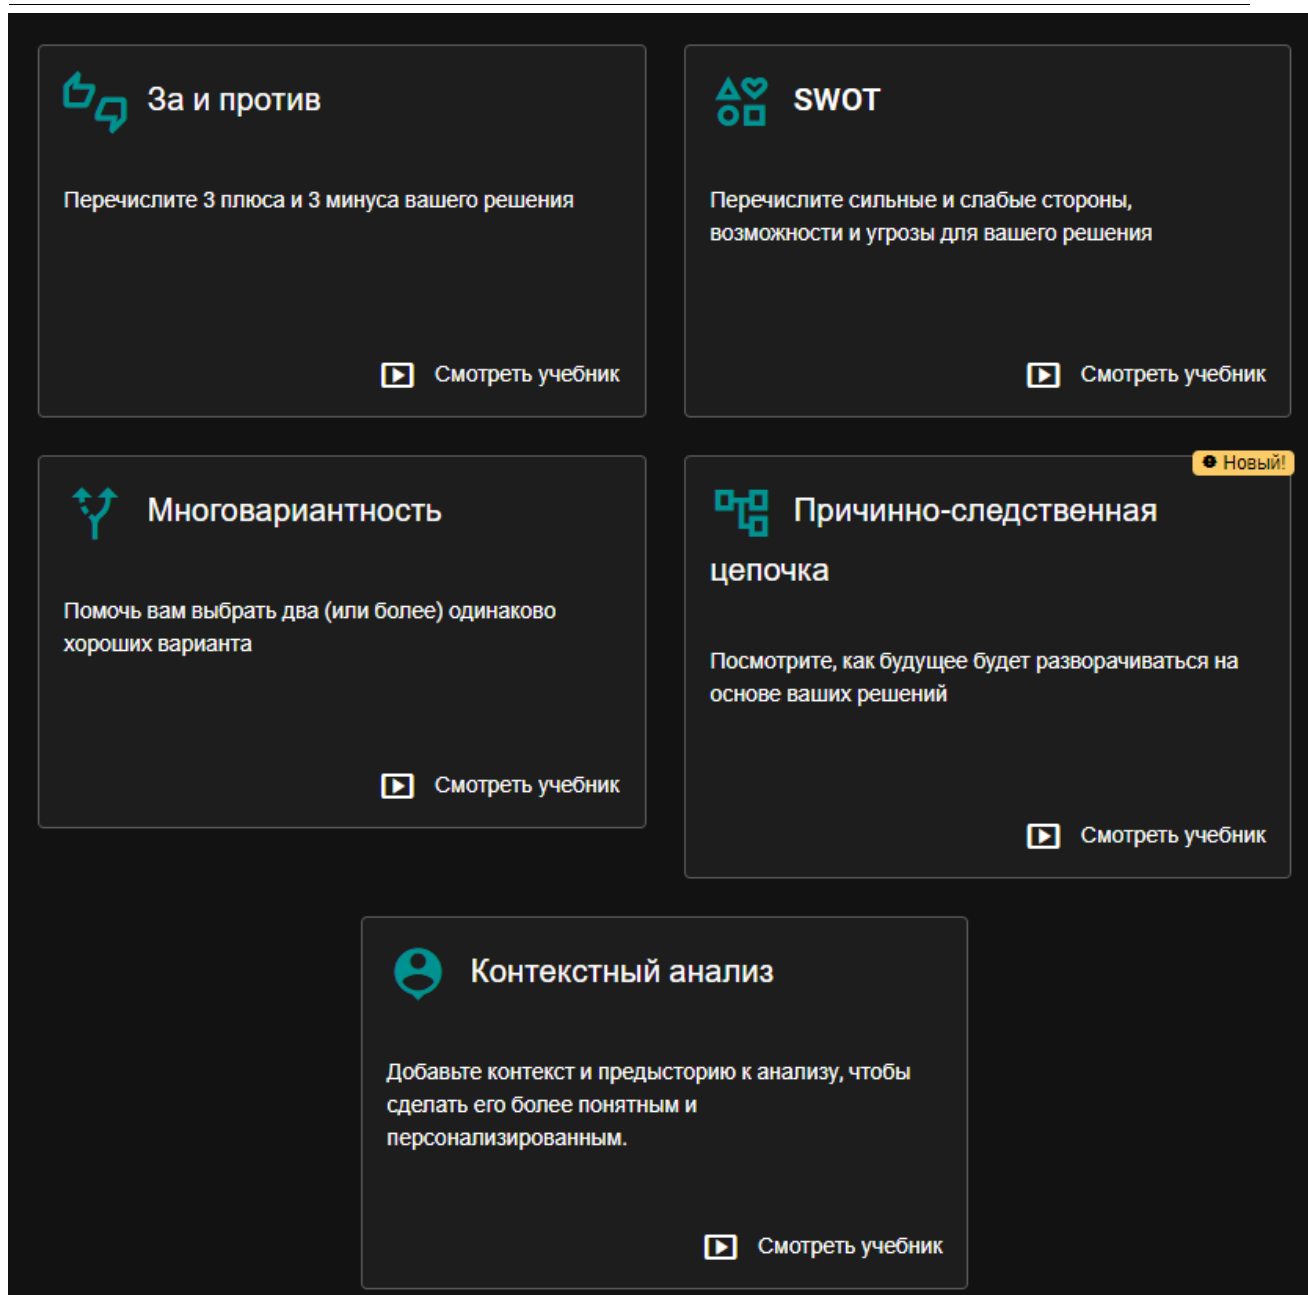 За и против
Перечислите 3 плюса и 3 минуса вашего решения
Смотреть учебник
SWOT
Перечислите сильные и слабые стороны,
возможности и угрозы для вашего решения
Смотреть учебник
Многовариантность
Помочь вам выбрать два (или более) одинаково
хороших варианта
Смотреть учебник
Новый!
Причинно-следственная
цепочка
Посмотрите, как будущее будет разворачиваться на
основе ваших решений
Смотреть учебник
Контекстный анализ
Добавьте контекст и предысторию к анализу, чтобы
сделать его более понятным и
персонализированным.
Смотреть учебник